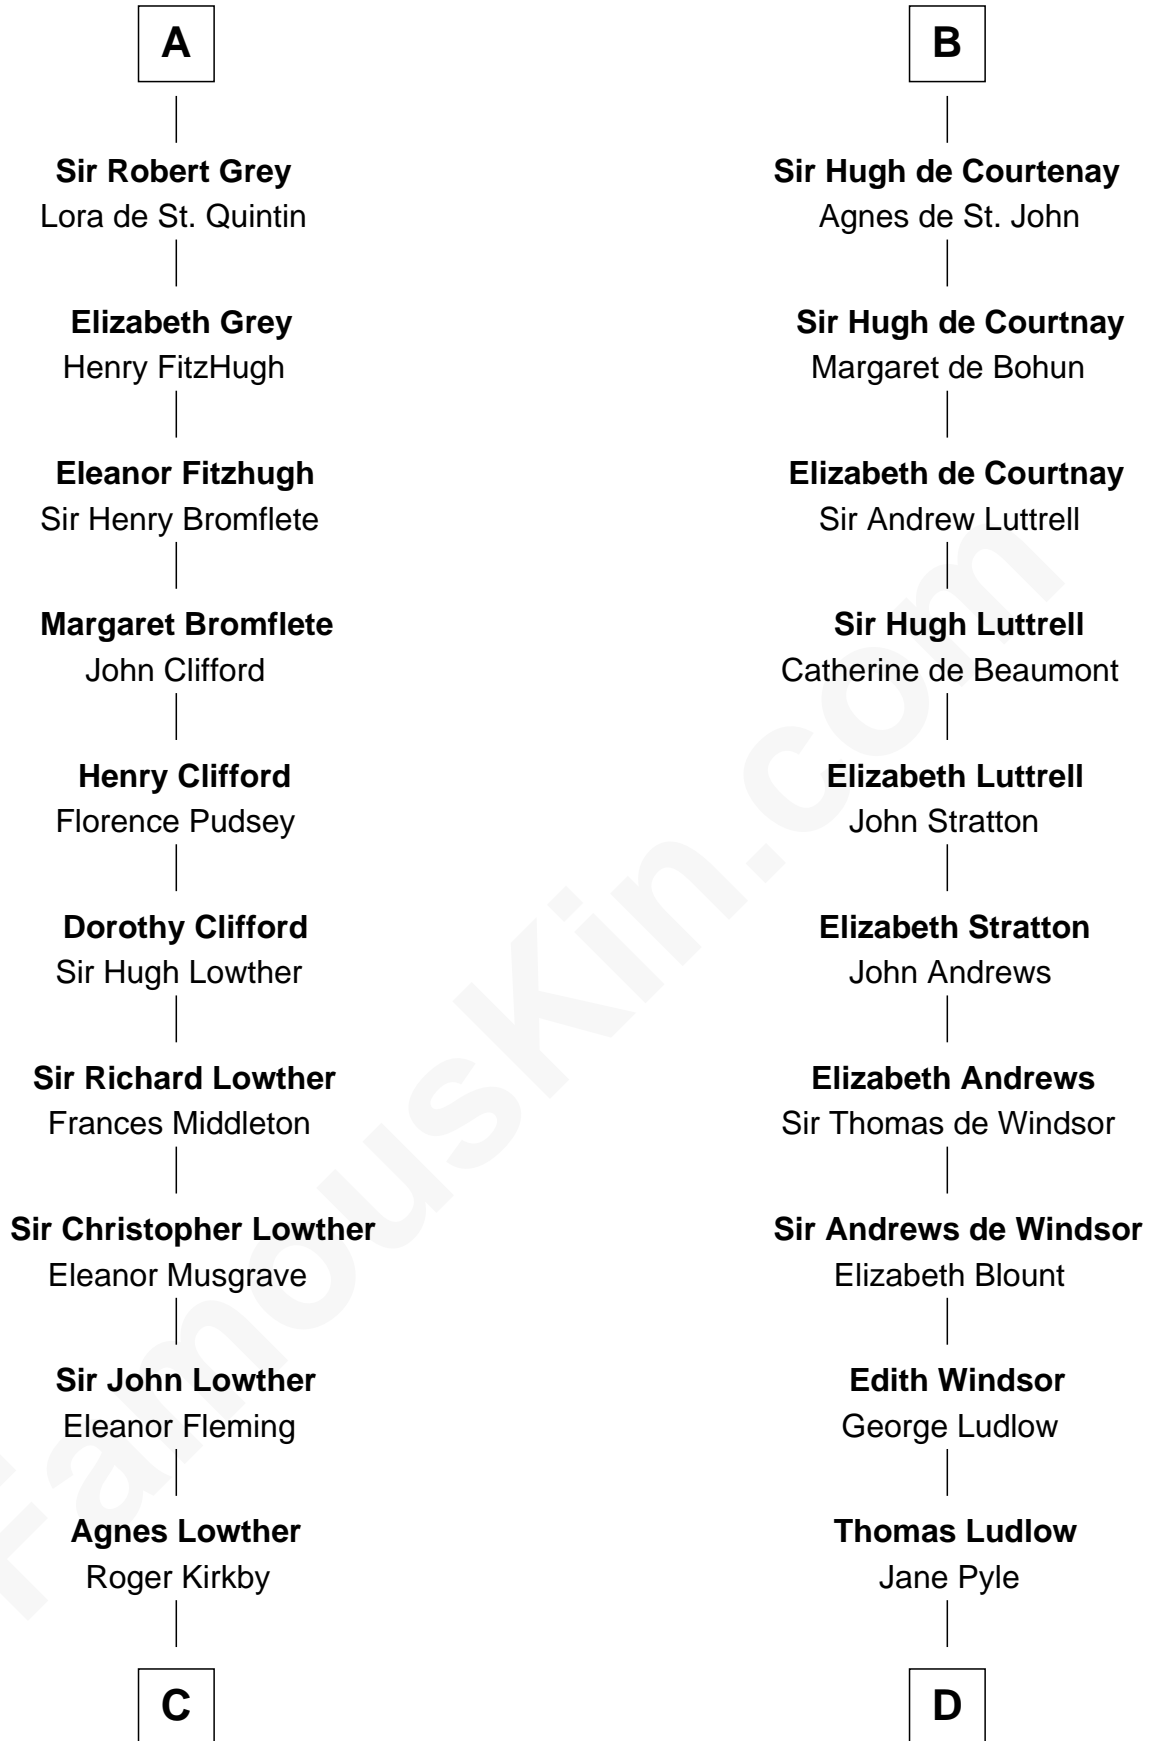 A
Sir Robert Grey
Lora de St. Quintin
Elizabeth Grey
Henry FitzHugh
Eleanor Fitzhugh
Sir Henry Bromflete
Margaret Bromflete
John Clifford
Henry Clifford
Florence Pudsey
Dorothy Clifford
Sir Hugh Lowther
Sir Richard Lowther
Frances Middleton
Sir Christopher Lowther
Eleanor Musgrave
Sir John Lowther
Eleanor Fleming
Agnes Lowther
Roger Kirkby
C
B
Sir Hugh de Courtenay
Agnes de St. John
Sir Hugh de Courtnay
Margaret de Bohun
Elizabeth de Courtnay
Sir Andrew Luttrell
Sir Hugh Luttrell
Catherine de Beaumont
Elizabeth Luttrell
John Stratton
Elizabeth Stratton
John Andrews
Elizabeth Andrews
Sir Thomas de Windsor
Sir Andrews de Windsor
Elizabeth Blount
Edith Windsor
George Ludlow
Thomas Ludlow
Jane Pyle
D
FamousKin.com